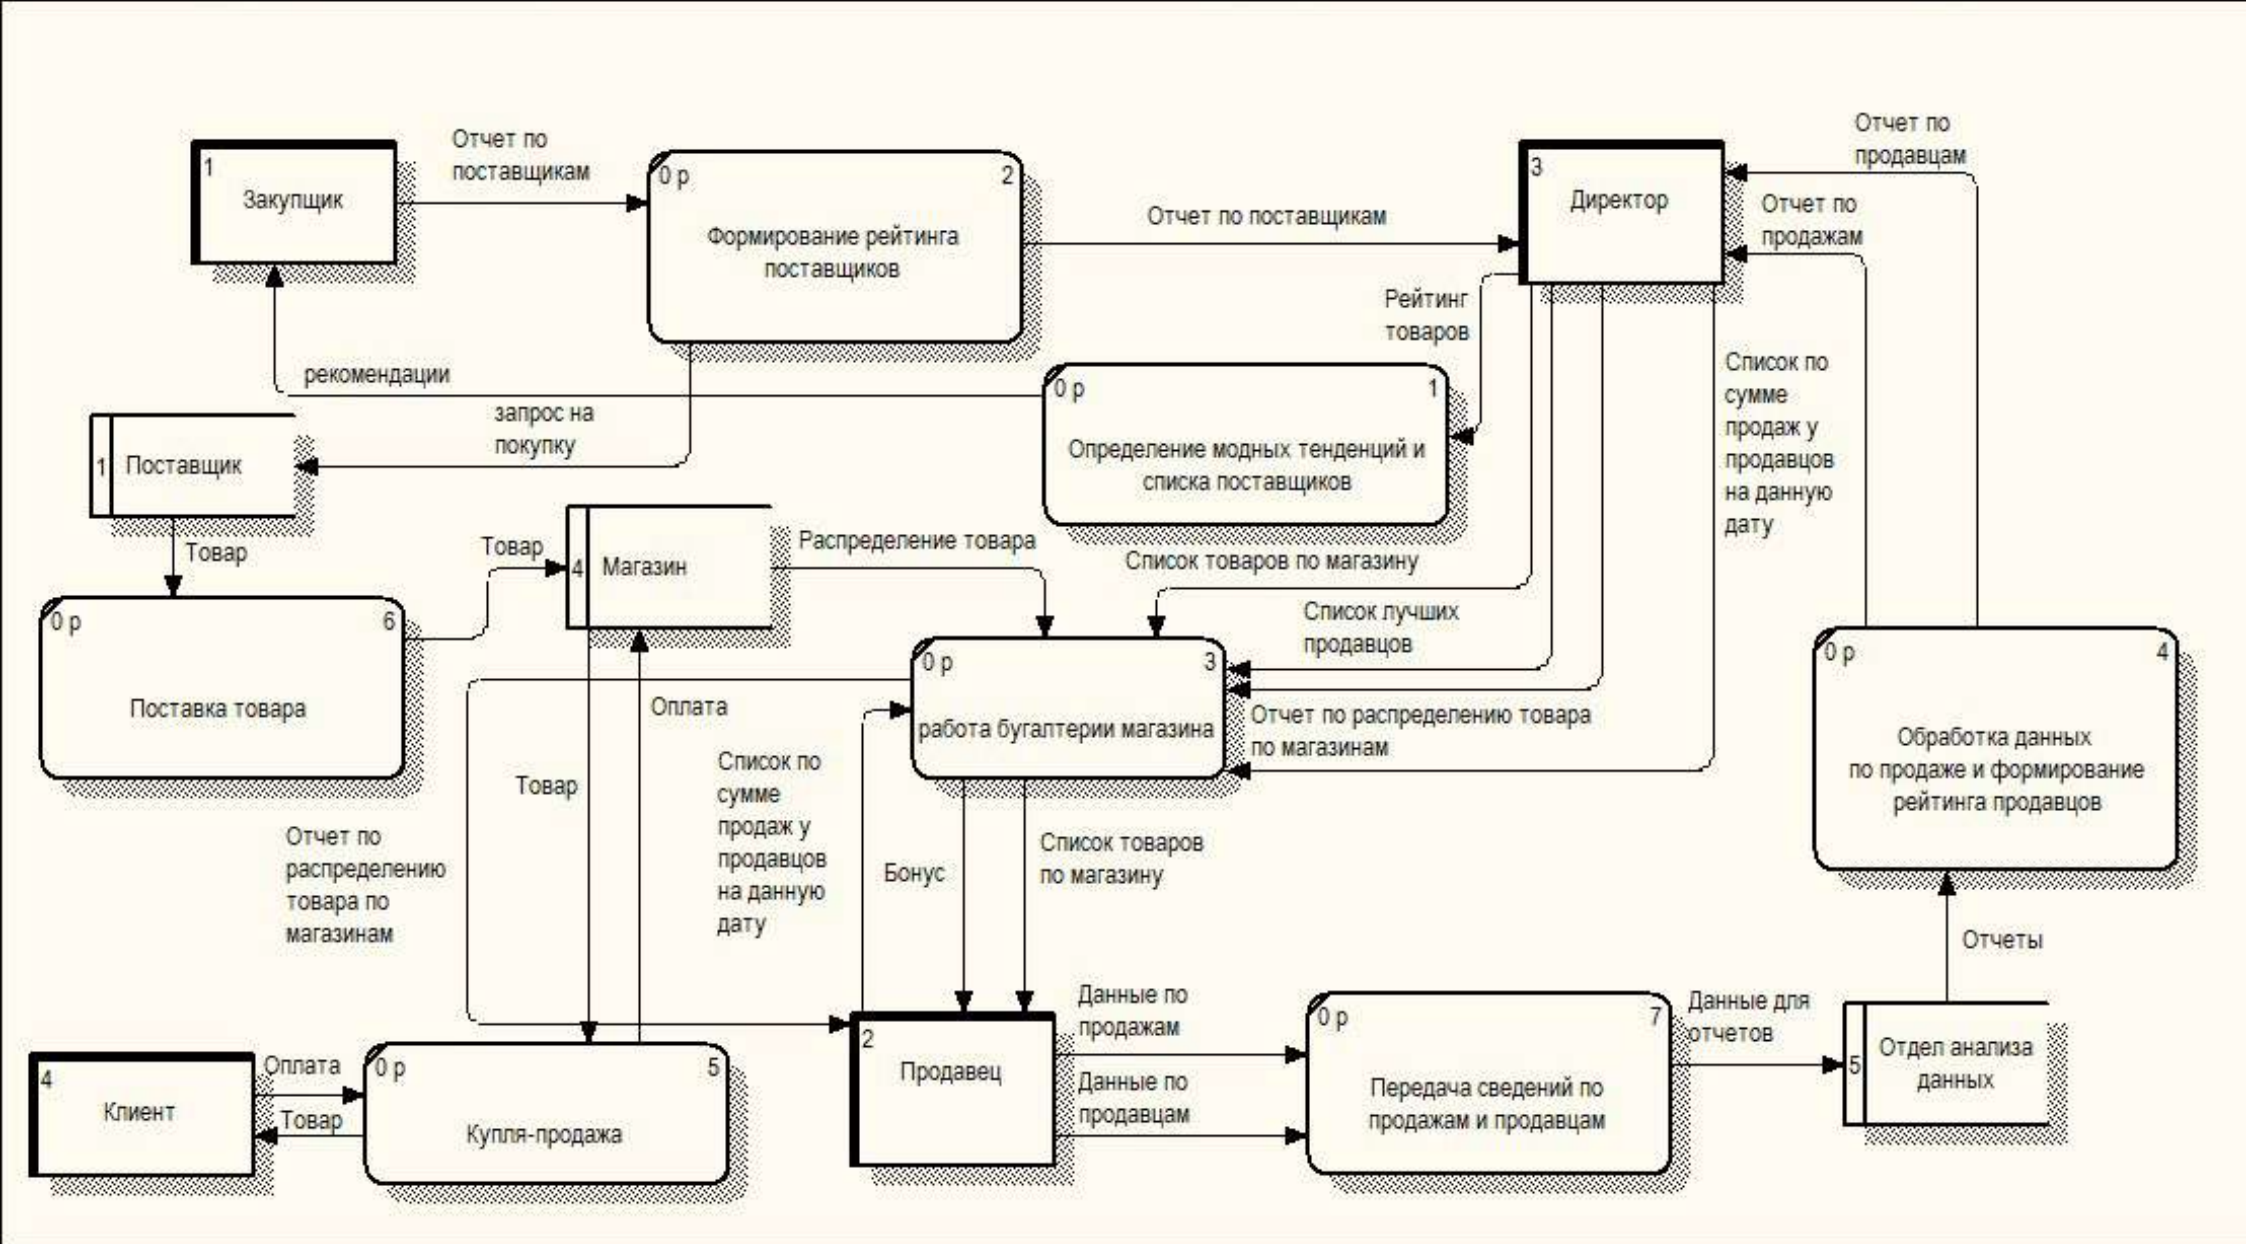 Отчет по
поставщикам
Отчет по
продавцам
1
Закупщик
0 р
2
Формирование рейтинга
поставщиков
Отчет по поставщикам
3
Директор
Отчет по
продажам
Рейтинг
товаров
рекомендации
запрос на
покупку
1
Поставщик
0 р
1
Определение модных тенденций и
списка поставщиков
Список по
сумме
продаж у
продавцов
на данную
дату
Товар
Товар
4
Магазин
Распределение товара
Список товаров по магазину
Список лучших
продавцов
0 р
6
Поставка товара
0 р
3
работа бугалтерии магазина
Отчет по распределению товара
по магазинам
0 р
4
Обработка данных
по продаже и формирование
рейтинга продавцов
Оплата
Товар
Список по
сумме
продаж у
продавцов
на данную
дату
Отчет по
распределению
товара по
магазинам
Бонус
Список товаров
по магазину
Отчеты
4
Клиент
Оплата
Товар
0 р
5
Купля-продажа
2
Продавец
Данные по
продажам
Данные по
продавцам
0 р
7
Передача сведений по
продажам и продавцам
Данные для
отчетов
5
Отдел анализа
данных